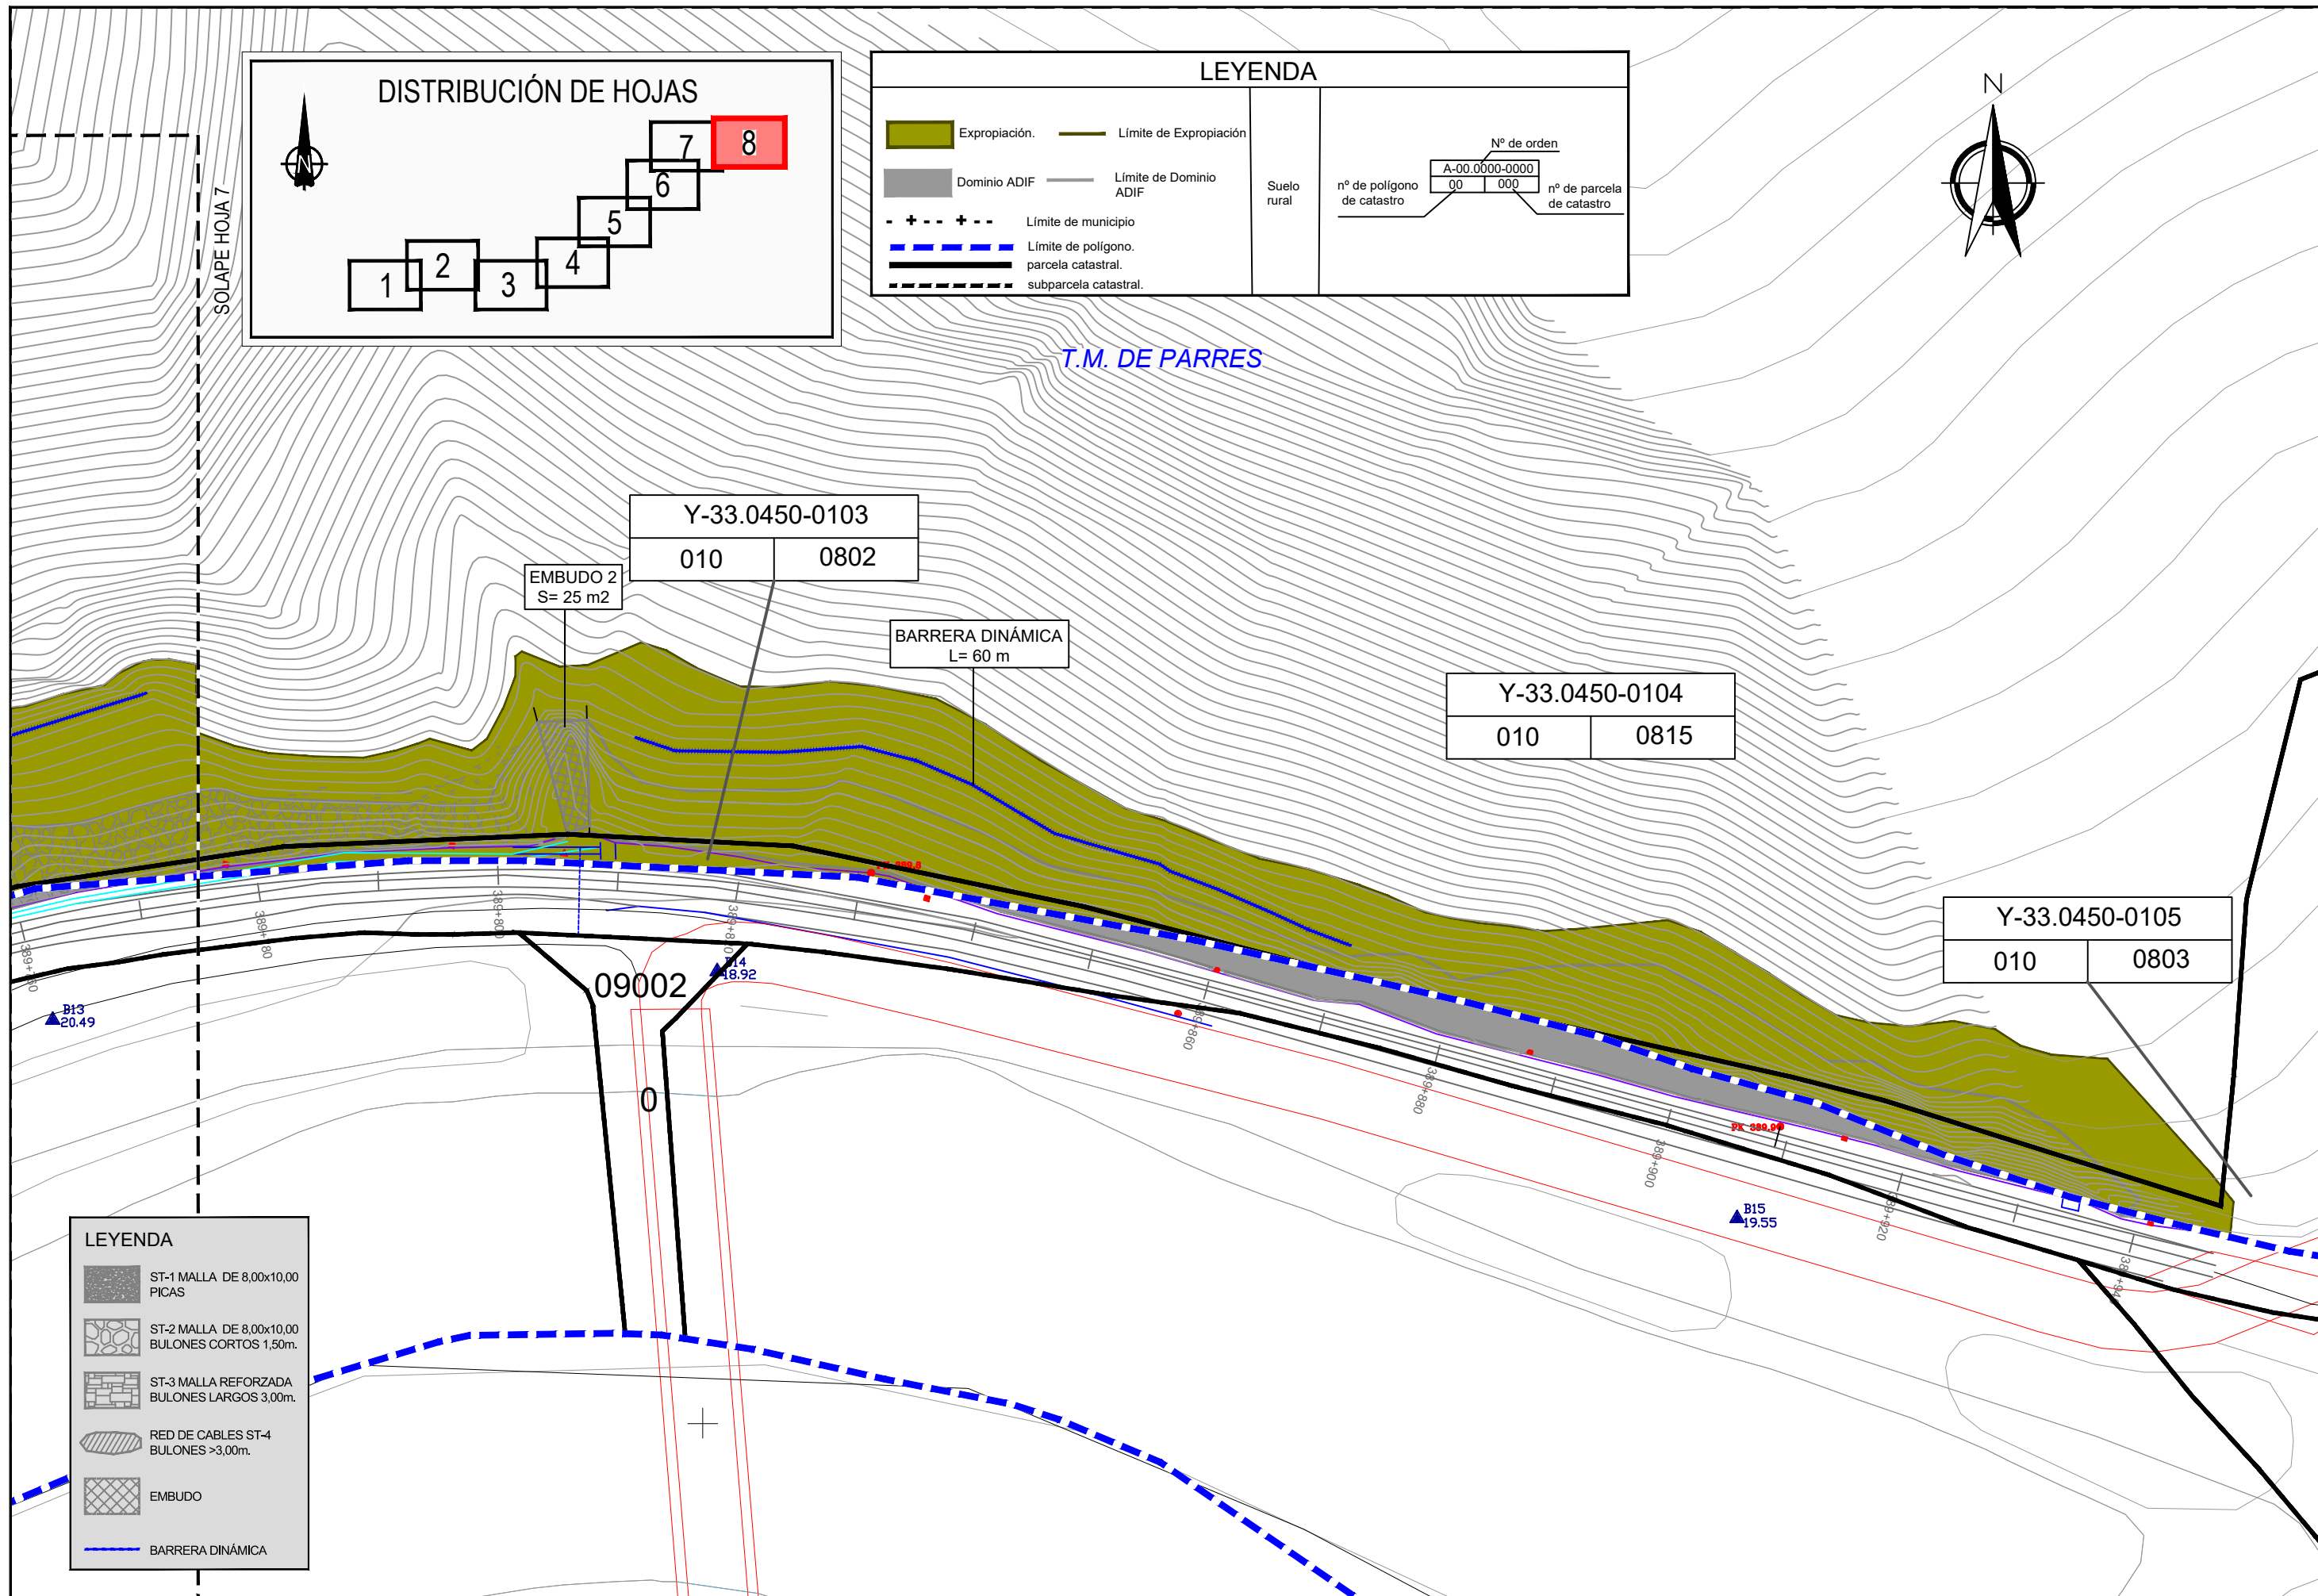 DISTRIBUCIÓN DE HOJAS
N
1
2
3
4
5
6
7
8
SOLAPE HOJA 7
LEYENDA
Expropiación.
Límite de Expropiación
Dominio ADIF
Límite de Dominio
ADIF
Límite de municipio
Límite de polígono.
parcela catastral.
subparcela catastral.
Suelo
rural
Nº de orden
A-00.0000-0000
00
000
nº de polígono
de catastro
nº de parcela
de catastro
N
T.M. DE PARRES
Y-33.0450-0103
010
0802
EMBUDO 2
S= 25 m2
BARRERA DINÁMICA
L= 60 m
Y-33.0450-0104
010
0815
Y-33.0450-0105
010
0803
389+800
389+860
389+880
389+900
389+920
PK 389.9
B13
20.49
B14
18.92
B15
19.55
09002
0
LEYENDA
ST-1 MALLA DE 8,00x10,00
PICAS
ST-2 MALLA DE 8,00x10,00
BULONES CORTOS 1,50m.
ST-3 MALLA REFORZADA
BULONES LARGOS 3,00m.
RED DE CABLES ST-4
BULONES >3,00m.
EMBUDO
BARRERA DINÁMICA